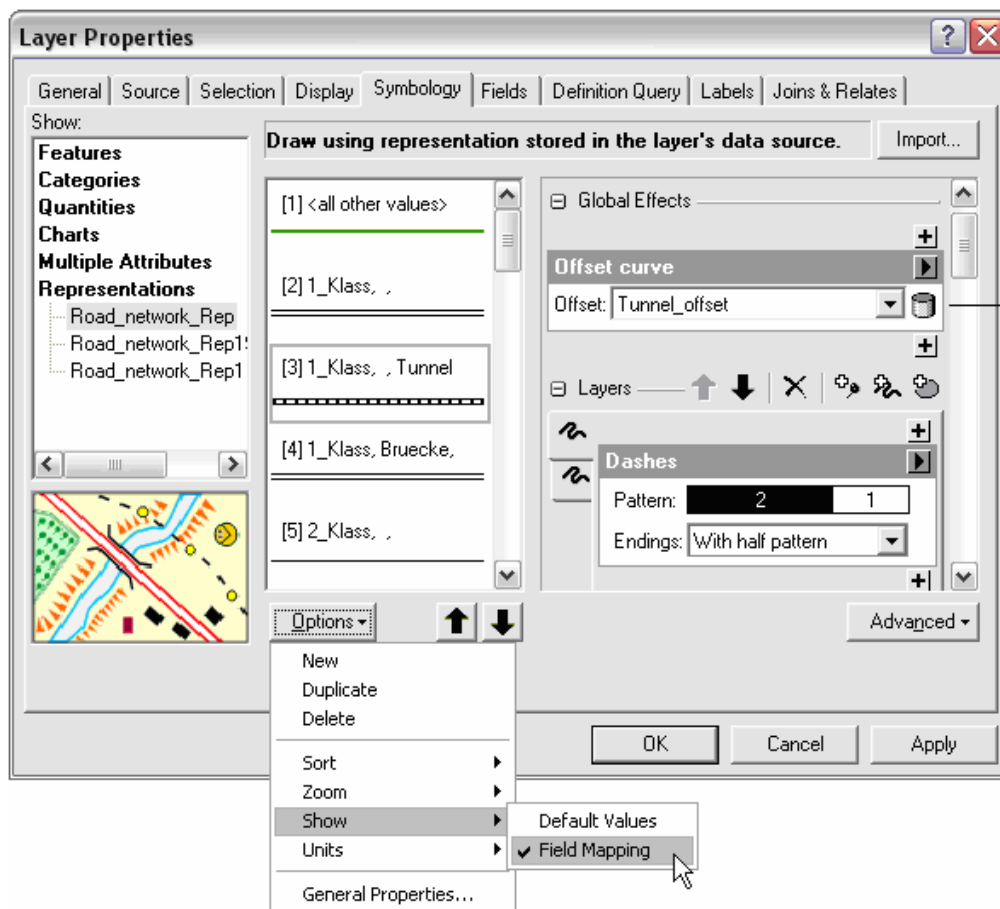 Layer Properties
General Source Selection Display Symbology Fields Definition Query Labels Joins & Relates
Show:
Features
Categories
Quantities
Charts
Multiple Attributes
Representations
Road_network_Rep
Road_network_Rep1
Road_network_Rep1
Draw using representation stored in the layer's data source.
Import...
[1] <all other values>
[2] 1_Klass, ,
[3] 1_Klass, , Tunnel
[4] 1_Klass, Bruecke,
[5] 2_Klass, ,
Global Effects
Offset curve
Offset: Tunnel_offset
Layers
Dashes
Pattern: 2 1
Endings: With half pattern
Options
Advanced
OK Cancel Apply
New
Duplicate
Delete
Sort
Zoom
Show
Units
General Properties...
Default Values
Field Mapping